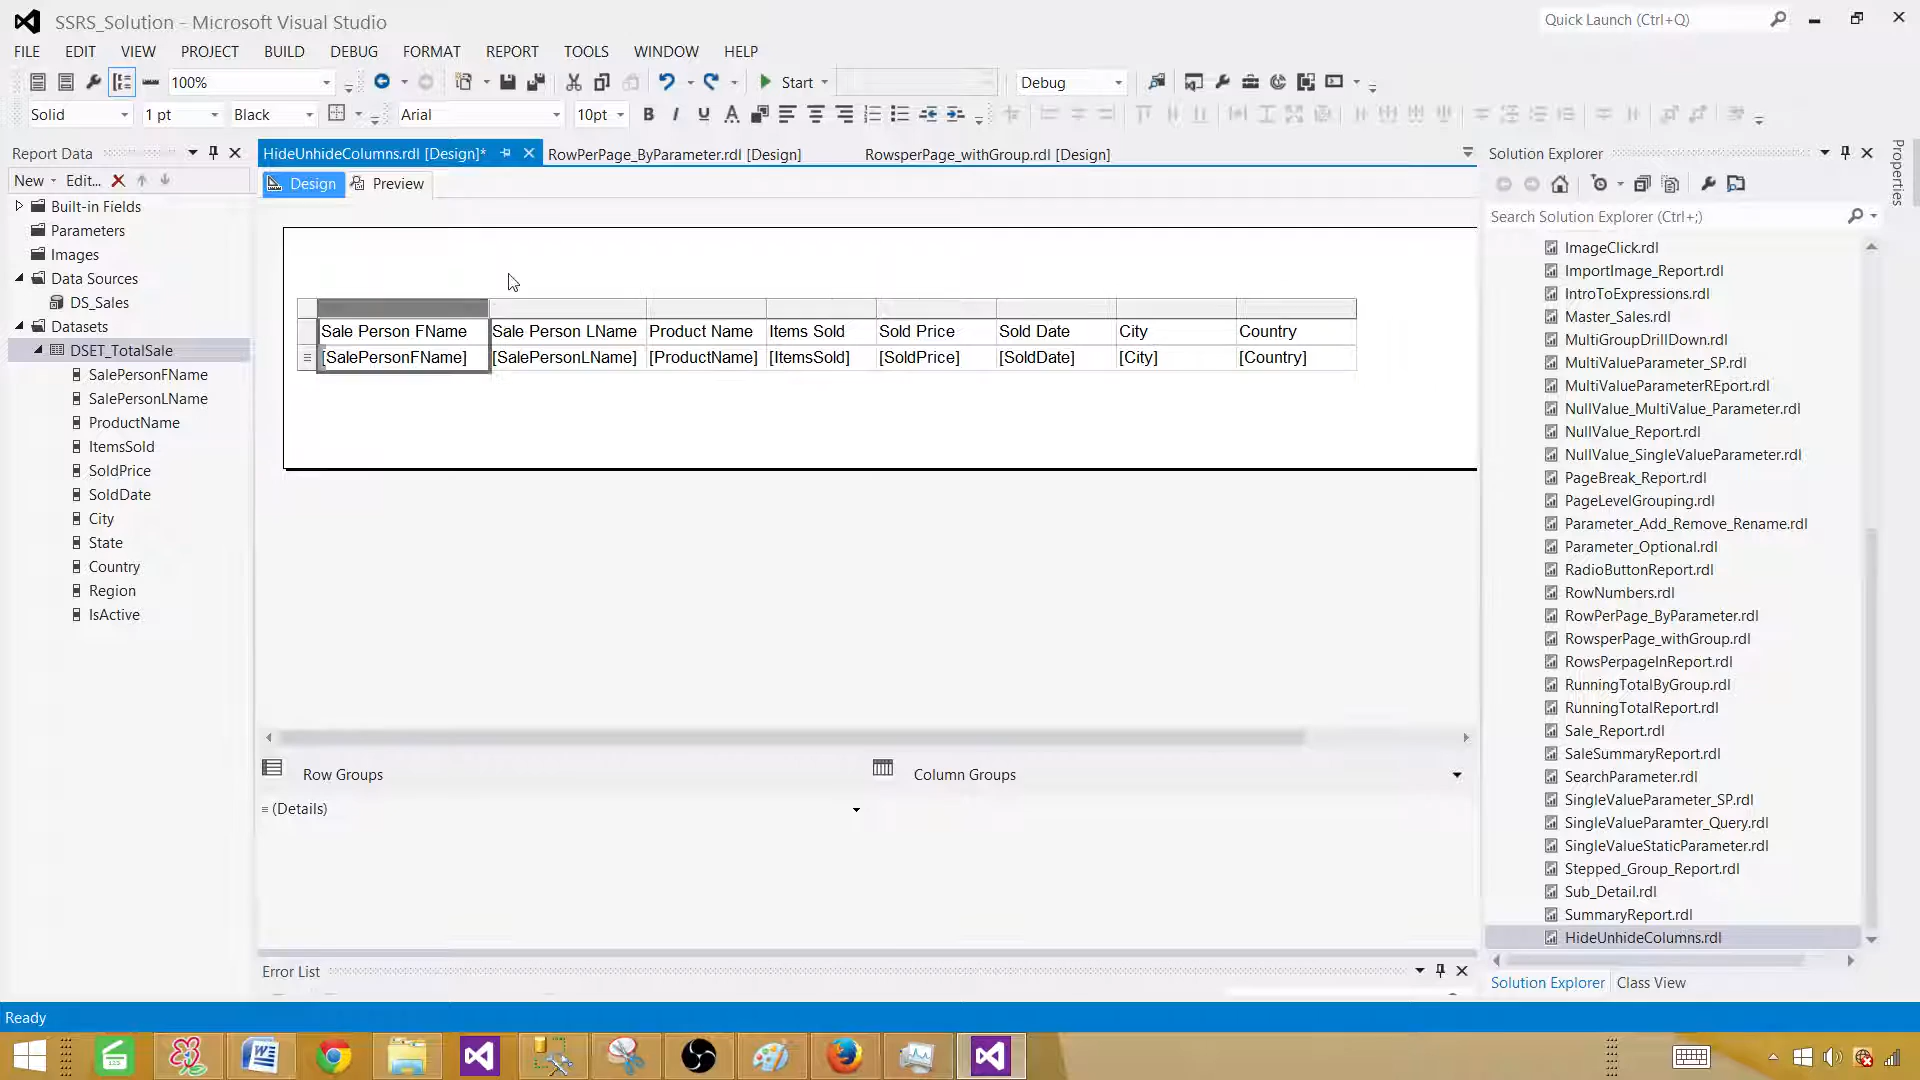 SSRS_Solution - Microsoft Visual Studio
Quick Launch (Ctrl+Q)
FILE EDIT VIEW PROJECT BUILD DEBUG FORMAT REPORT TOOLS WINDOW HELP
100%
Start
Debug
Solid
1 pt
Black
Arial
10pt
Report Data
New Edit...
Built-in Fields
Parameters
Images
Data Sources
DS_Sales
Datasets
DSET_TotalSale
SalePersonFName
SalePersonLName
ProductName
ItemsSold
SoldPrice
SoldDate
City
State
Country
Region
IsActive
HideUnhideColumns.rdl [Design]*
RowPerPage_ByParameter.rdl [Design]
RowsperPage_withGroup.rdl [Design]
Design
Preview
Sale Person FName Sale Person LName Product Name Items Sold Sold Price Sold Date City Country
[SalePersonFName] [SalePersonLName] [ProductName] [ItemsSold] [SoldPrice] [SoldDate] [City] [Country]
Row Groups
Column Groups
(Details)
Error List
Solution Explorer
Properties
Search Solution Explorer (Ctrl+;)
ImageClick.rdl
ImportImage_Report.rdl
IntroToExpressions.rdl
Master_Sales.rdl
MultiGroupDrillDown.rdl
MultiValueParameter_SP.rdl
MultiValueParameterREport.rdl
NullValue_MultiValue_Parameter.rdl
NullValue_Report.rdl
NullValue_SingleValueParameter.rdl
PageBreak_Report.rdl
PageLevelGrouping.rdl
Parameter_Add_Remove_Rename.rdl
Parameter_Optional.rdl
RadioButtonReport.rdl
RowNumbers.rdl
RowPerPage_ByParameter.rdl
RowsperPage_withGroup.rdl
RowsPerpageInReport.rdl
RunningTotalByGroup.rdl
RunningTotalReport.rdl
Sale_Report.rdl
SaleSummaryReport.rdl
SearchParameter.rdl
SingleValueParameter_SP.rdl
SingleValueParamter_Query.rdl
SingleValueStaticParameter.rdl
Stepped_Group_Report.rdl
Sub_Detail.rdl
SummaryReport.rdl
HideUnhideColumns.rdl
Solution Explorer Class View
Ready